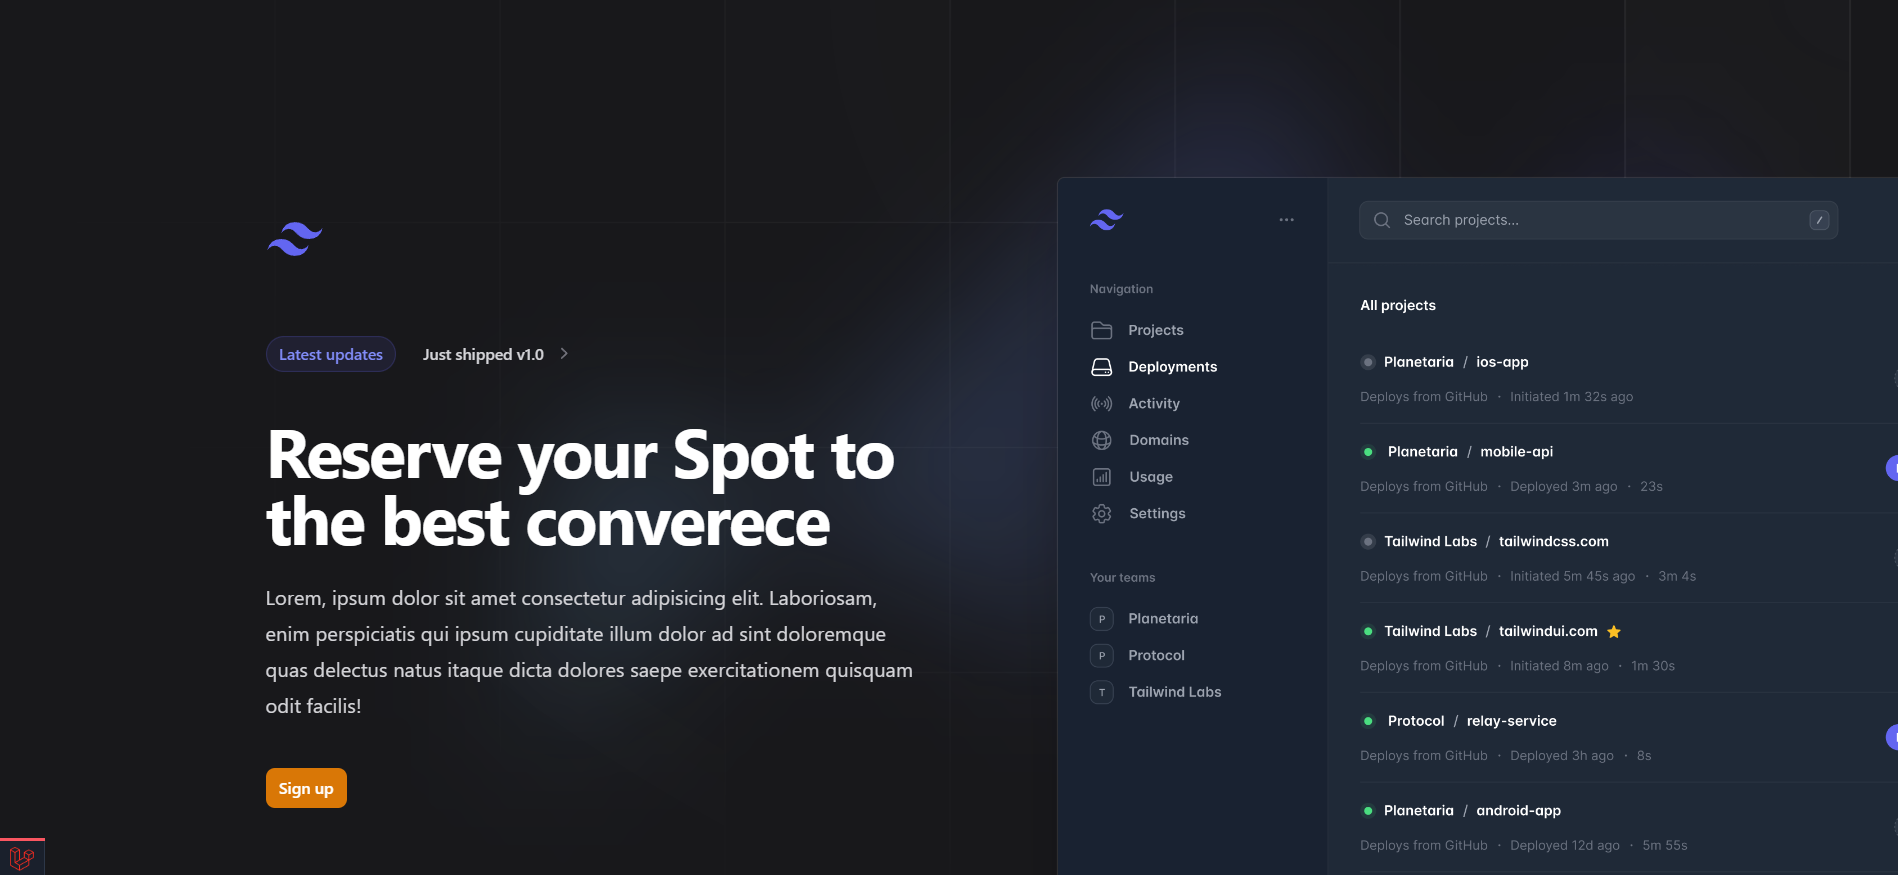 Latest updates
Just shipped v1.0
Reserve your Spot to
the best converece
Lorem, ipsum dolor sit amet consectetur adipisicing elit. Laboriosam,
enim perspiciatis qui ipsum cupiditate illum dolor ad sint doloremque
quas delectus natus itaque dicta dolores saepe exercitationem quisquam
odit facilis!
Sign up
Navigation
Projects
Deployments
Activity
Domains
Usage
Settings
Your teams
P Planetaria
P Protocol
T Tailwind Labs
Search projects... /
All projects
Planetaria / ios-app
Deploys from GitHub · Initiated 1m 32s ago
Planetaria / mobile-api
Deploys from GitHub · Deployed 3m ago · 23s
Tailwind Labs / tailwindcss.com
Deploys from GitHub · Initiated 5m 45s ago · 3m 4s
Tailwind Labs / tailwindui.com
Deploys from GitHub · Initiated 8m ago · 1m 30s
Protocol / relay-service
Deploys from GitHub · Deployed 3h ago · 8s
Planetaria / android-app
Deploys from GitHub · Deployed 12d ago · 5m 55s